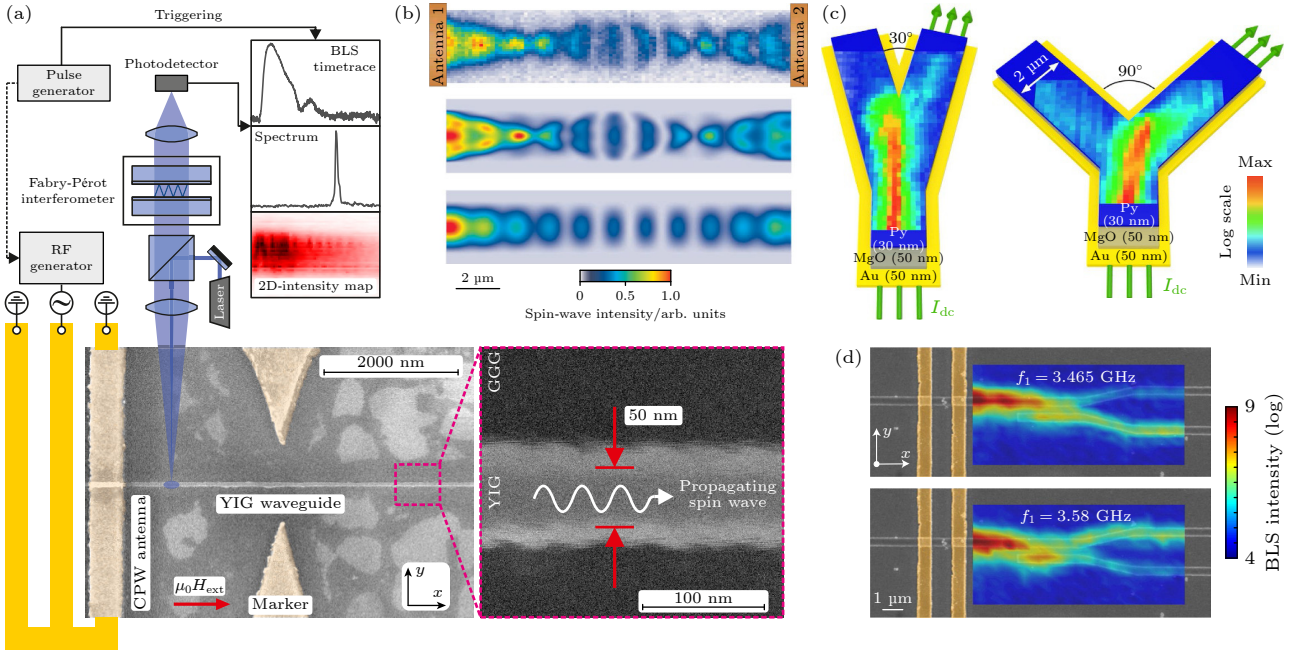 (a)
Triggering
Pulse
generator
Photodetector
BLS
timetrace
Spectrum
2D-intensity map
Fabry-Pérot
interferometer
RF
generator
Laser
2000 nm
YIG waveguide
CPW antenna
μ₀H_ext
Marker
y
x
GGG
50 nm
YIG
Propagating
spin wave
100 nm
(b)
Antenna 1
Antenna 2
2 μm
0
0.5
1.0
Spin-wave intensity/arb. units
(c)
30°
Py
(30 nm)
MgO (50 nm)
Au (50 nm)
I_dc
2 μm
90°
Py
(30 nm)
MgO (50 nm)
Au (50 nm)
I_dc
Max
Log scale
Min
(d)
f₁ = 3.465 GHz
y
x
f₁ = 3.58 GHz
1 μm
9
4
BLS intensity (log)